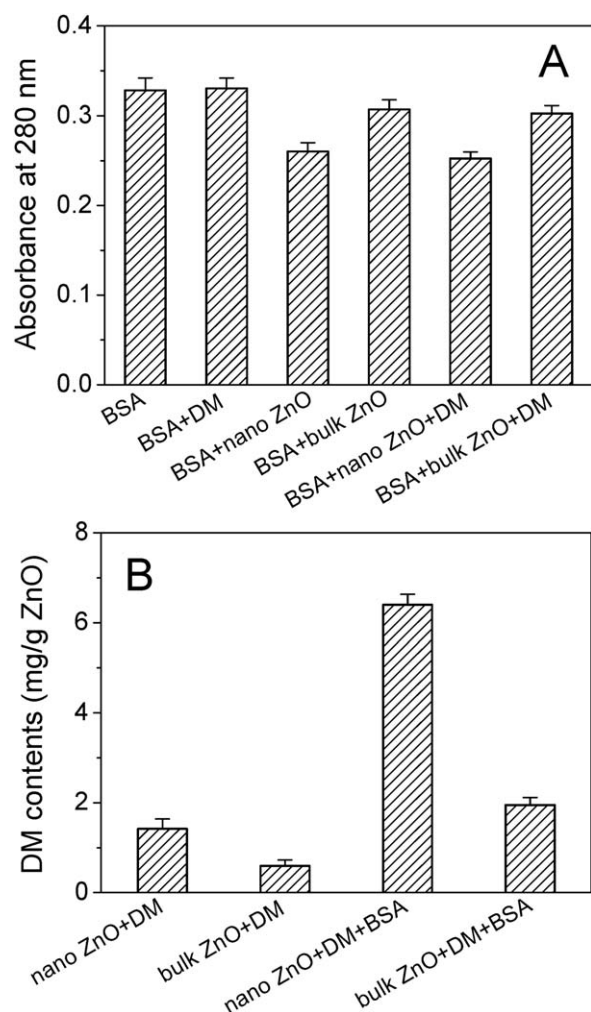 A
Absorbance at 280 nm
0.4
0.3
0.2
0.1
0.0
BSA
BSA+DM
BSA+nano ZnO
BSA+bulk ZnO
BSA+nano ZnO+DM
BSA+bulk ZnO+DM
B
DM contents (mg/g ZnO)
8
6
4
2
0
nano ZnO+DM
bulk ZnO+DM
nano ZnO+DM+BSA
bulk ZnO+DM+BSA